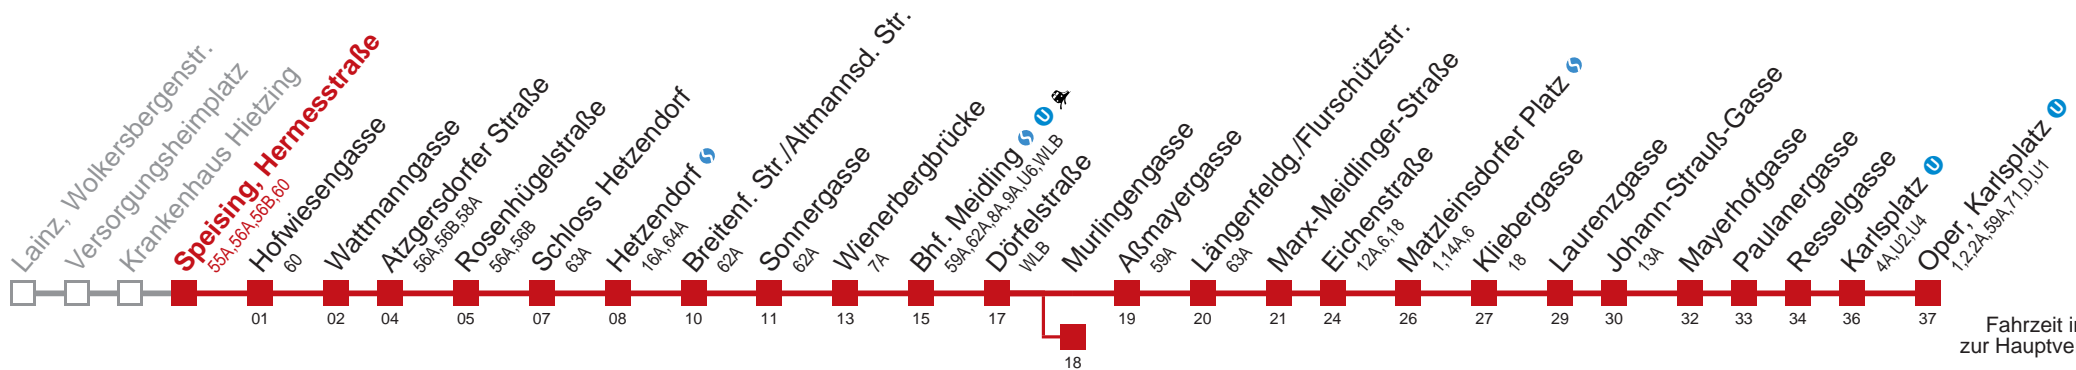 Lainz, Wolkersbergenstr.
Versorgungsheimplatz
Krankenhaus Hietzing
Speising, Hermesstraße
55A,56A,56B,60
Hofwiesengasse
60
Wattmanngasse
Atzgersdorfer Straße
56A,56B,58A
Rosenhügelstraße
56A,56B
Schloss Hetzendorf
63A
Hetzendorf
16A,64A
Breitenf. Str./Altmannsd. Str.
62A
Sonnergasse
62A
Wienerbergbrücke
7A
Bhf. Meidling U
59A,62A,8A,9A,U6,WLB
Dörfelstraße
WLB
Murlingengasse
Aßmayergasse
59A
Längenfeldg./Flurschützstr.
63A
Marx-Meidlinger-Straße
Eichenstraße
12A,6,18
Matzleinsdorfer Platz
1,14A,6
Kliebergasse
18
Laurenzgasse
Johann-Strauß-Gasse
13A
Mayerhofgasse
Paulanergasse
Resselgasse
Karlsplatz U
4A,U2,U4
Oper, Karlsplatz U
1,2,2A,59A,71,D,U1
01 02 04 05 07 08 10 11 13 15 17 19 20 21 24 26 27 29 30 32 33 34 36 37
18
Fahrzeit i
zur Hauptve